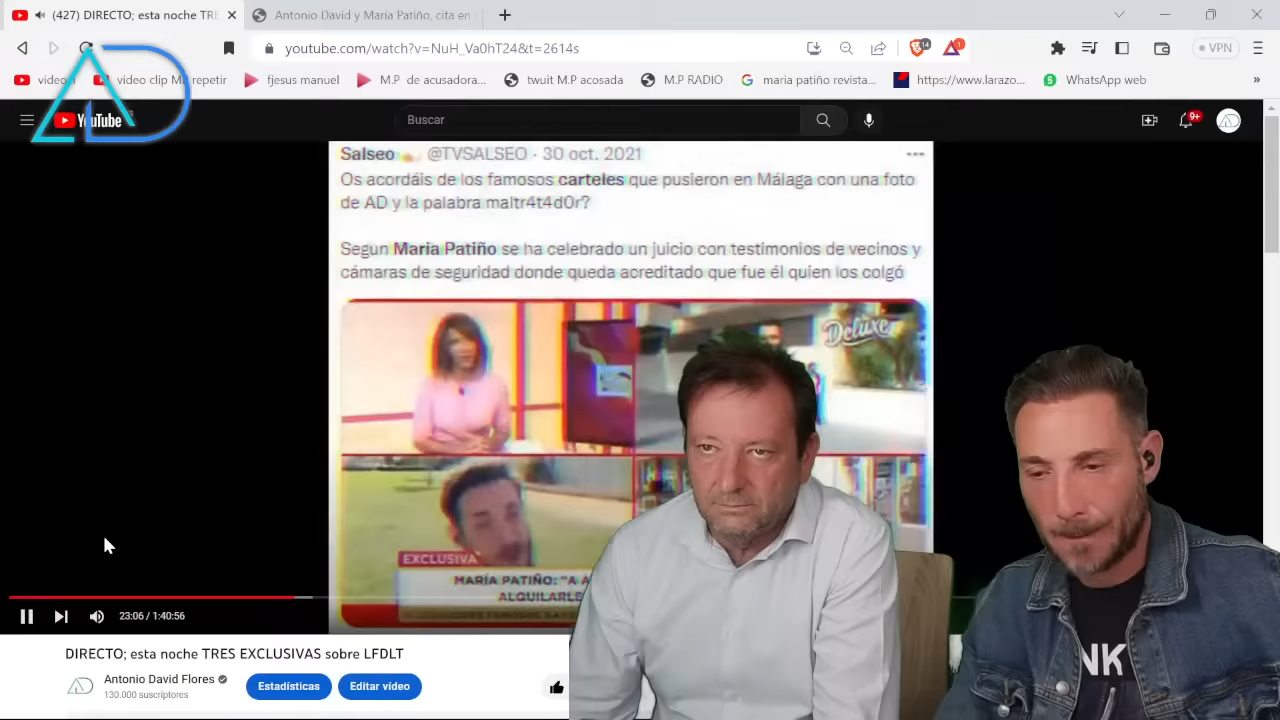 (427) DIRECTO; esta noche TRE
Antonio David y María Patiño, cita en
youtube.com/watch?v=NuH_Va0hT24&t=2614s
14
1
VPN
video
video clip M repetir
fjesus manuel
M.P de acusadora...
twuit M.P acosada
M.P RADIO
maria patiño revista...
https://www.larazo...
WhatsApp web
»
YouTube
Buscar
9+
Salseo @TVSALSEO · 30 oct. 2021
Os acordáis de los famosos carteles que pusieron en Málaga con una foto
de AD y la palabra maltr4t4d0r?
Segun Maria Patiño se ha celebrado un juicio con testimonios de vecinos y
cámaras de seguridad donde queda acreditado que fue él quien los colgó
Deluxe
EXCLUSIVA
MARÍA PATIÑO: "A A
ALQUILARLE
23:06 / 1:40:56
NK
DIRECTO; esta noche TRES EXCLUSIVAS sobre LFDLT
Antonio David Flores
130.000 suscriptores
Estadísticas
Editar vídeo